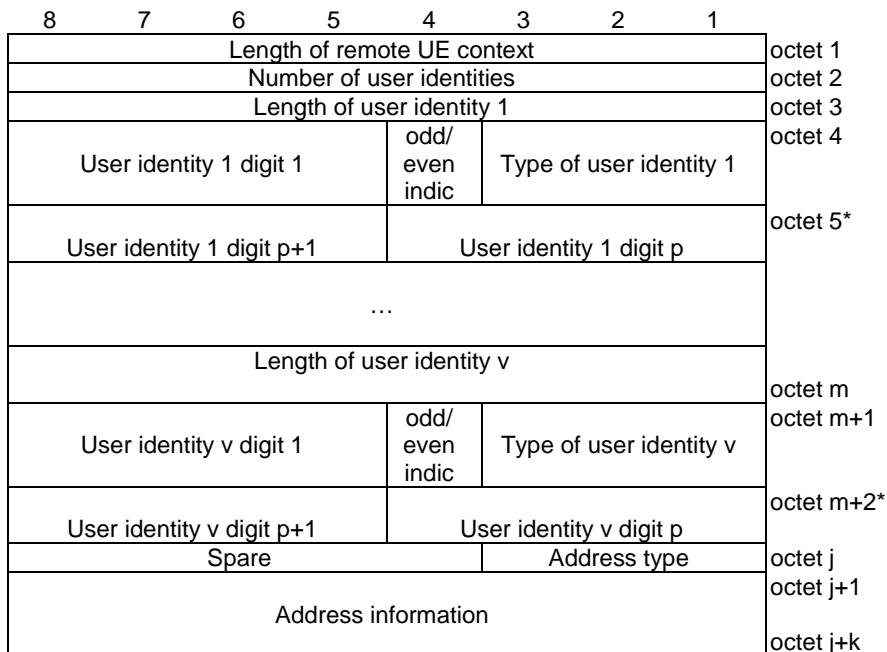 8 7 6 5 4 3 2 1
Length of remote UE context octet 1
Number of user identities octet 2
Length of user identity 1 octet 3
User identity 1 digit 1 odd/ even indic Type of user identity 1 octet 4
User identity 1 digit p+1 User identity 1 digit p octet 5*
…
Length of user identity v octet m
User identity v digit 1 odd/ even indic Type of user identity v octet m+1
User identity v digit p+1 User identity v digit p octet m+2*
Spare Address type octet j
octet j+1
Address information
octet j+k